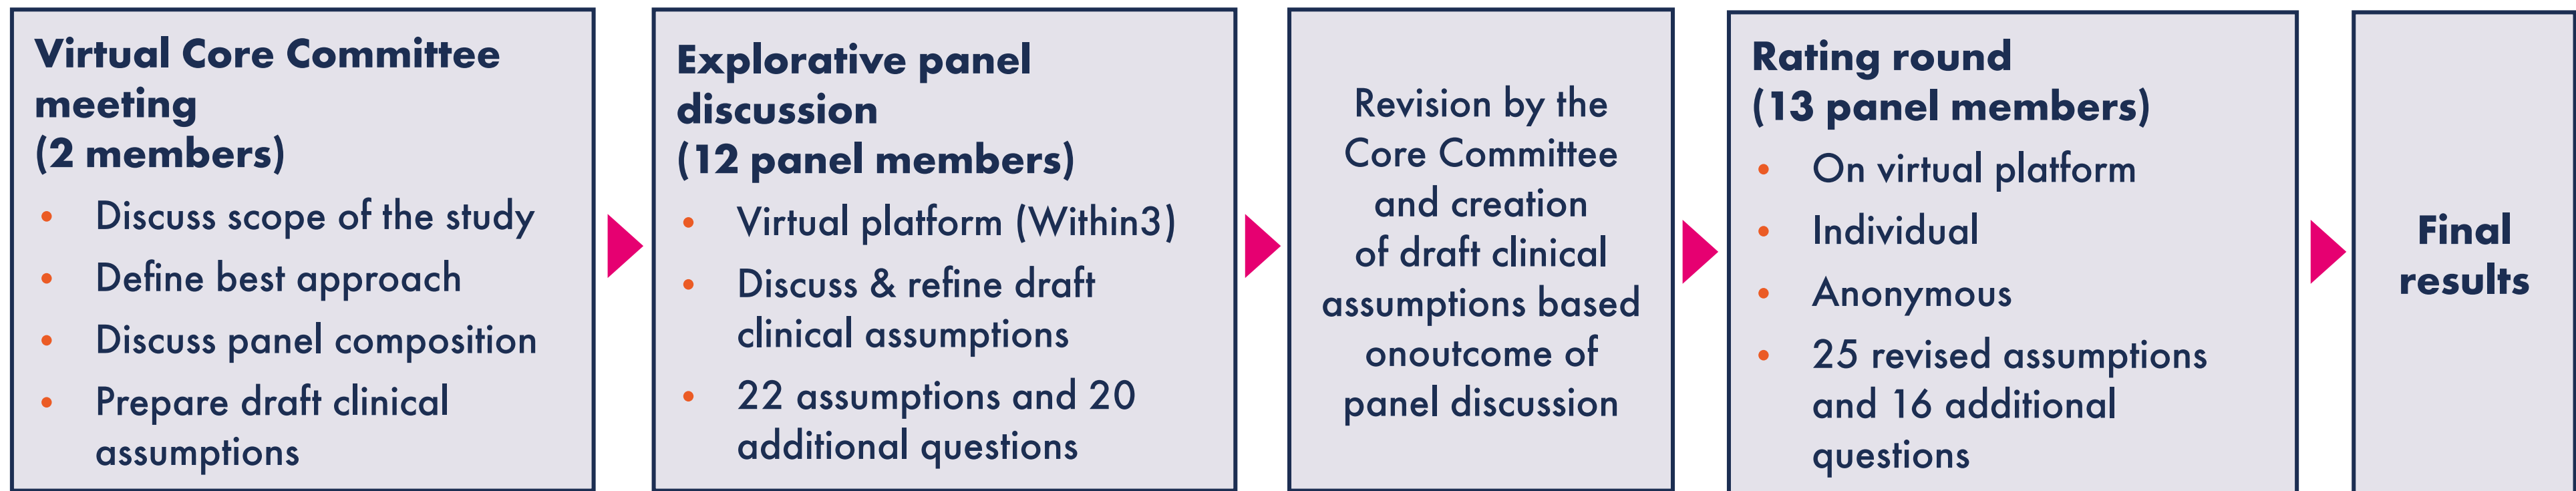 Virtual Core Committee
meeting
(2 members)
• Discuss scope of the study
• Define best approach
• Discuss panel composition
• Prepare draft clinical
assumptions
Explorative panel
discussion
(12 panel members)
• Virtual platform (Within3)
• Discuss & refine draft
clinical assumptions
• 22 assumptions and 20
additional questions
Revision by the
Core Committee
and creation
of draft clinical
assumptions based
onoutcome of
panel discussion
Rating round
(13 panel members)
• On virtual platform
• Individual
• Anonymous
• 25 revised assumptions
and 16 additional
questions
Final
results